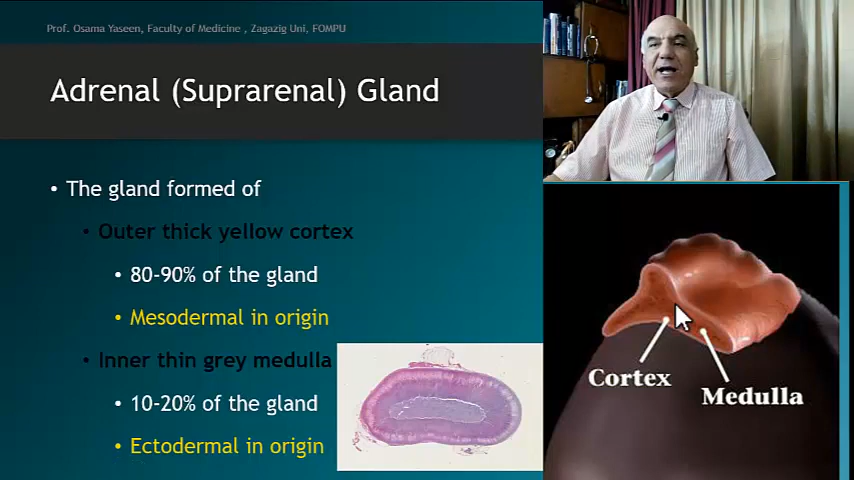 Prof. Osama Yaseen, Faculty of Medicine , Zagazig Uni, FOMPU
Adrenal (Suprarenal) Gland
• The gland formed of
• Outer thick yellow cortex
• 80-90% of the gland
• Mesodermal in origin
• Inner thin grey medulla
• 10-20% of the gland
• Ectodermal in origin
Cortex
Medulla